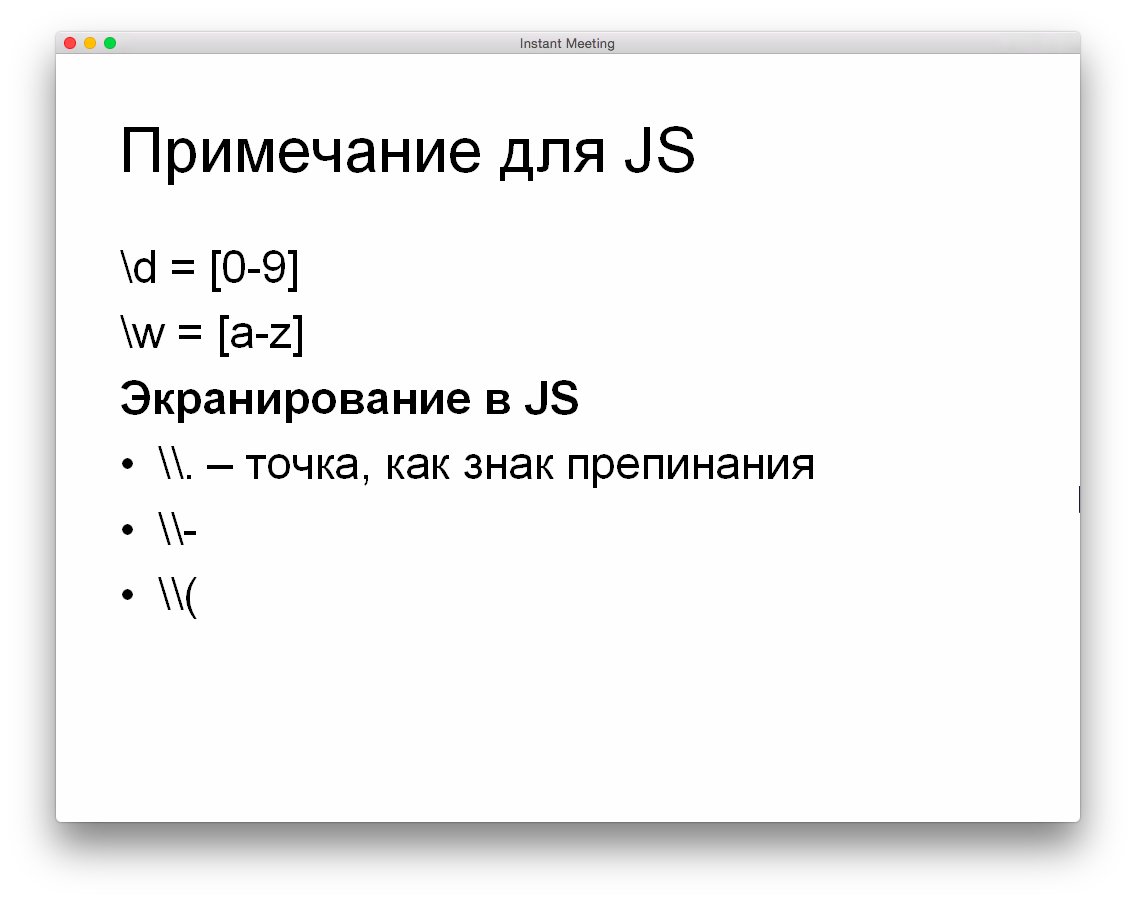 Instant Meeting
Примечание для JS
\d = [0-9]
\w = [a-z]
Экранирование в JS
• \\. – точка, как знак препинания
• \\-
• \\(